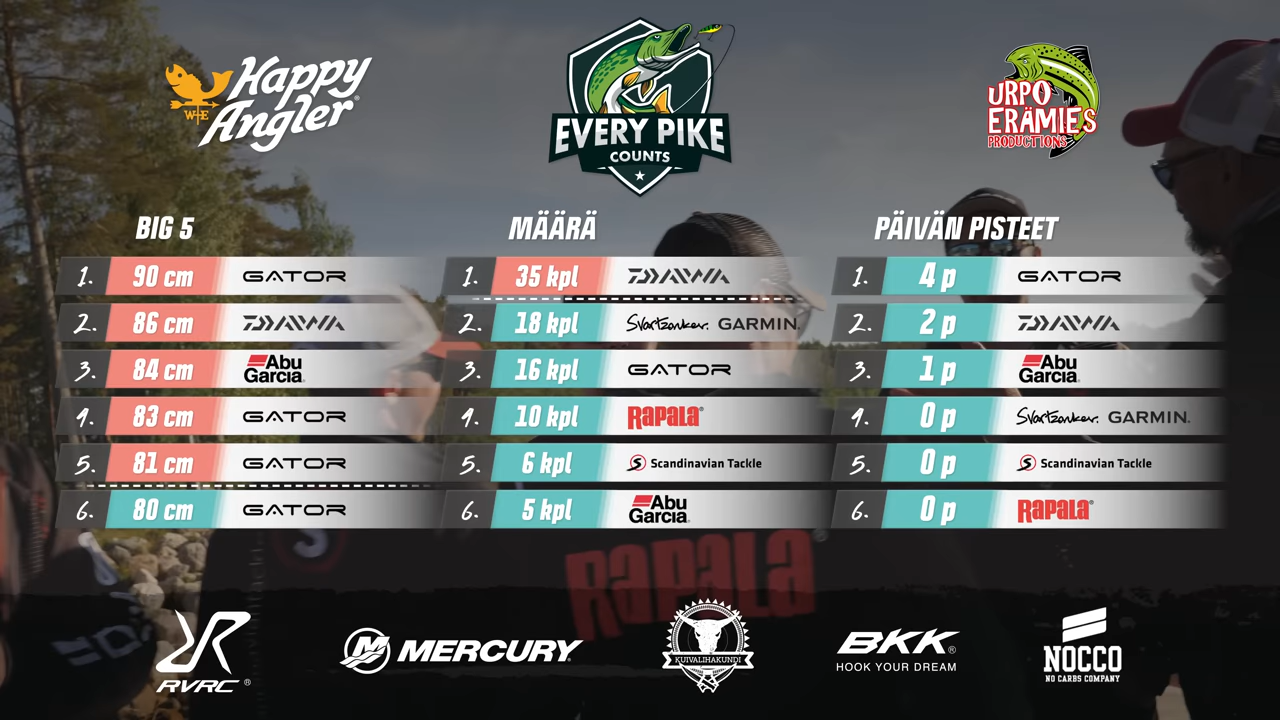 Happy Angler®
W E
EVERY PIKE
COUNTS
URPO
ERÄMIES
PRODUCTIONS
BIG 5
1. 90 cm GATOR
2. 86 cm DAIWA
3. 84 cm Abu Garcia
4. 83 cm GATOR
5. 81 cm GATOR
6. 80 cm GATOR
MÄÄRÄ
1. 35 kpl DAIWA
2. 18 kpl Svartzonker. GARMIN.
3. 16 kpl GATOR
4. 10 kpl RAPALA®
5. 6 kpl Scandinavian Tackle
6. 5 kpl Abu Garcia
PÄIVÄN PISTEET
1. 4 p GATOR
2. 2 p DAIWA
3. 1 p Abu Garcia
4. 0 p Svartzonker. GARMIN.
5. 0 p Scandinavian Tackle
6. 0 p RAPALA®
RAPALA®
RVRC®
MERCURY®
KUIVALIHAKUNDI
BKK®
HOOK YOUR DREAM
NOCCO
NO CARBS COMPANY